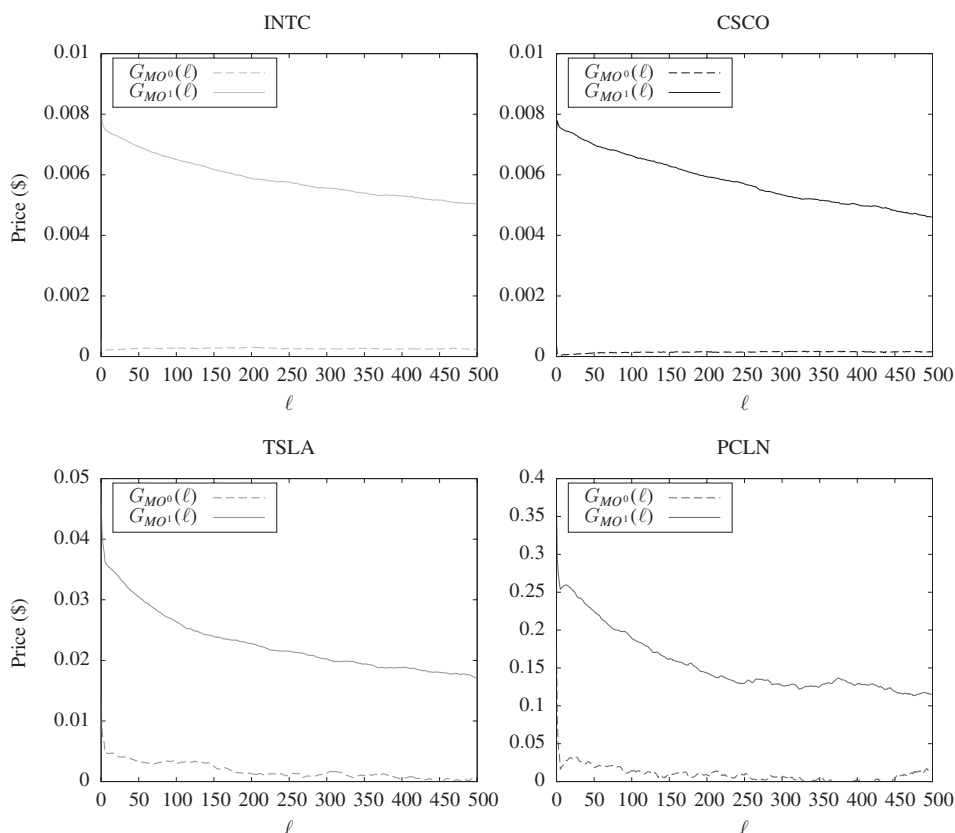 INTC
Price ($)
0.01
0.008
0.006
0.004
0.002
0
G_{MO^0}(ℓ)
G_{MO^1}(ℓ)
0 50 100 150 200 250 300 350 400 450 500
ℓ
CSCO
0.01
0.008
0.006
0.004
0.002
0
G_{MO^0}(ℓ)
G_{MO^1}(ℓ)
0 50 100 150 200 250 300 350 400 450 500
ℓ
TSLA
Price ($)
0.05
0.04
0.03
0.02
0.01
0
G_{MO^0}(ℓ)
G_{MO^1}(ℓ)
0 50 100 150 200 250 300 350 400 450 500
ℓ
PCLN
0.4
0.35
0.3
0.25
0.2
0.15
0.1
0.05
0
G_{MO^0}(ℓ)
G_{MO^1}(ℓ)
0 50 100 150 200 250 300 350 400 450 500
ℓ